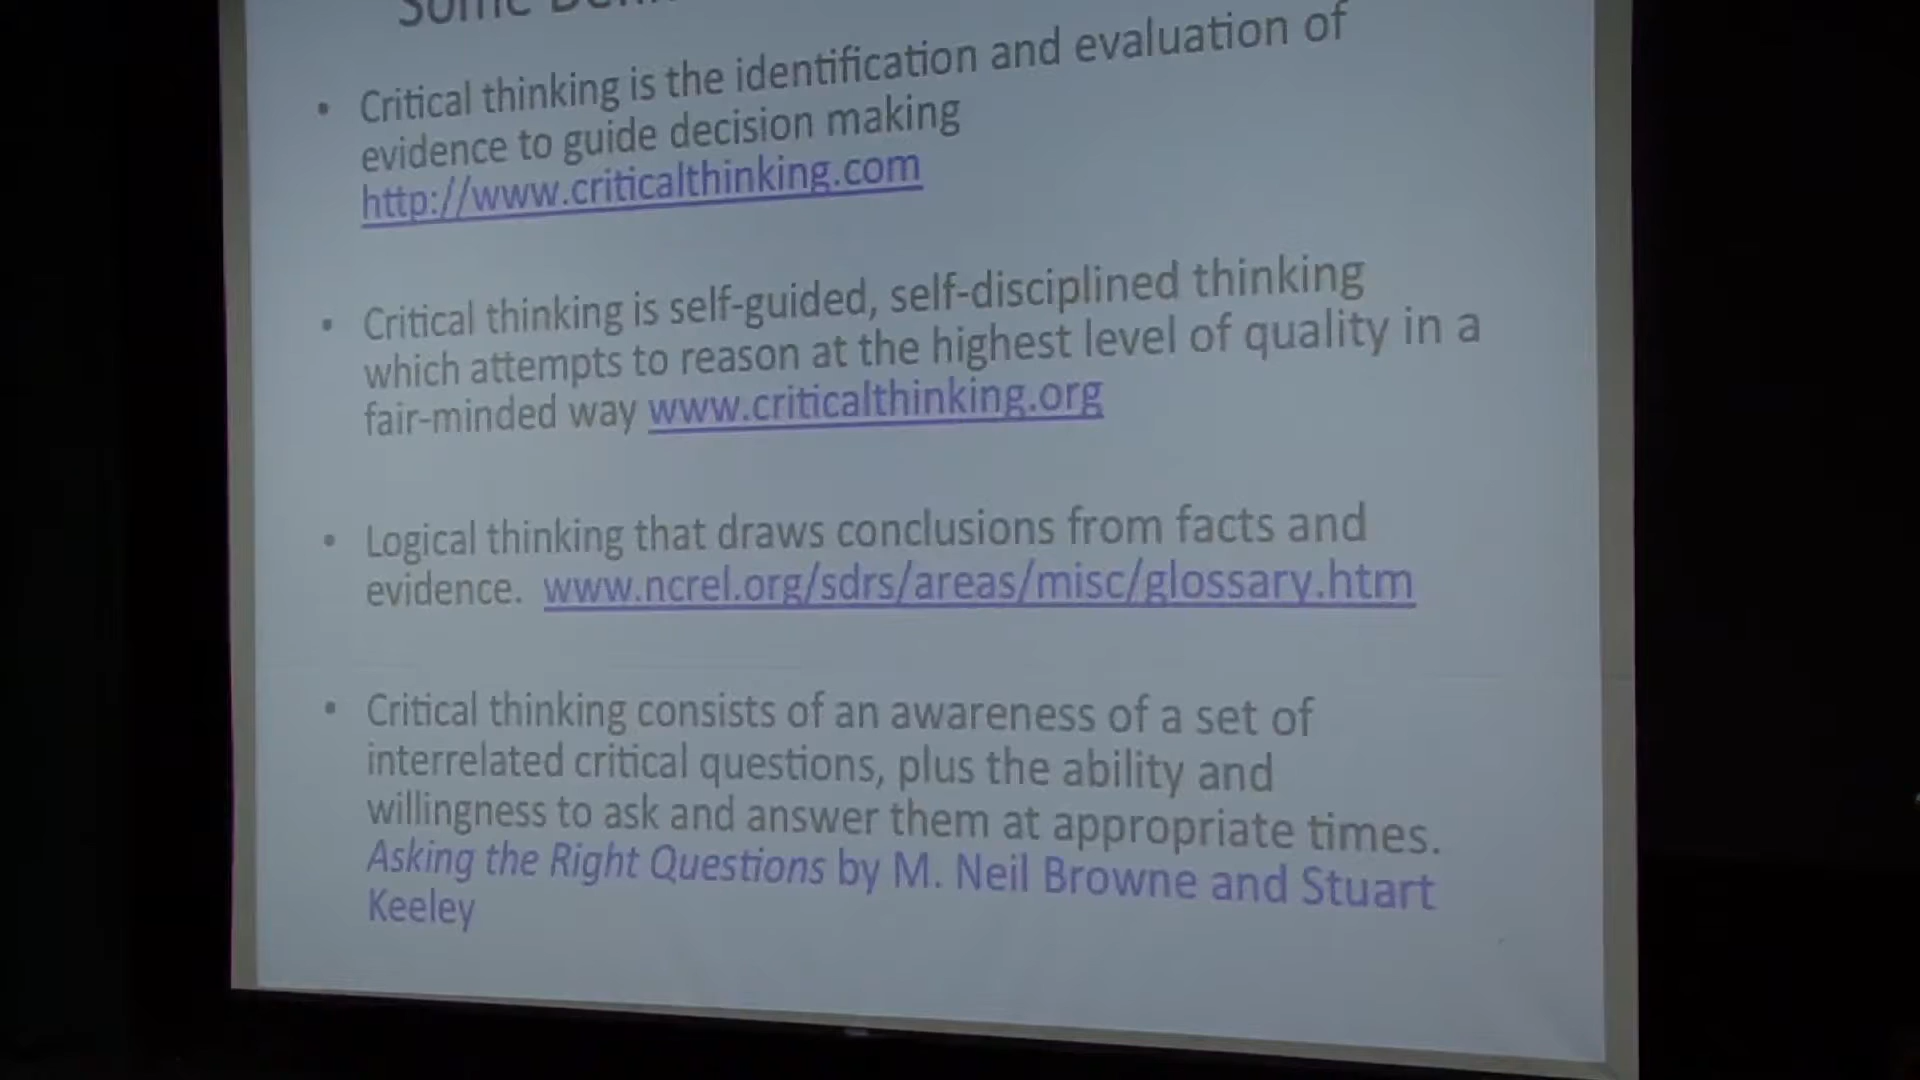 Some
• Critical thinking is the identification and evaluation of
evidence to guide decision making
http://www.criticalthinking.com
• Critical thinking is self-guided, self-disciplined thinking
which attempts to reason at the highest level of quality in a
fair-minded way www.criticalthinking.org
• Logical thinking that draws conclusions from facts and
evidence. www.ncrel.org/sdrs/areas/misc/glossary.htm
• Critical thinking consists of an awareness of a set of
interrelated critical questions, plus the ability and
willingness to ask and answer them at appropriate times.
Asking the Right Questions by M. Neil Browne and Stuart
Keeley